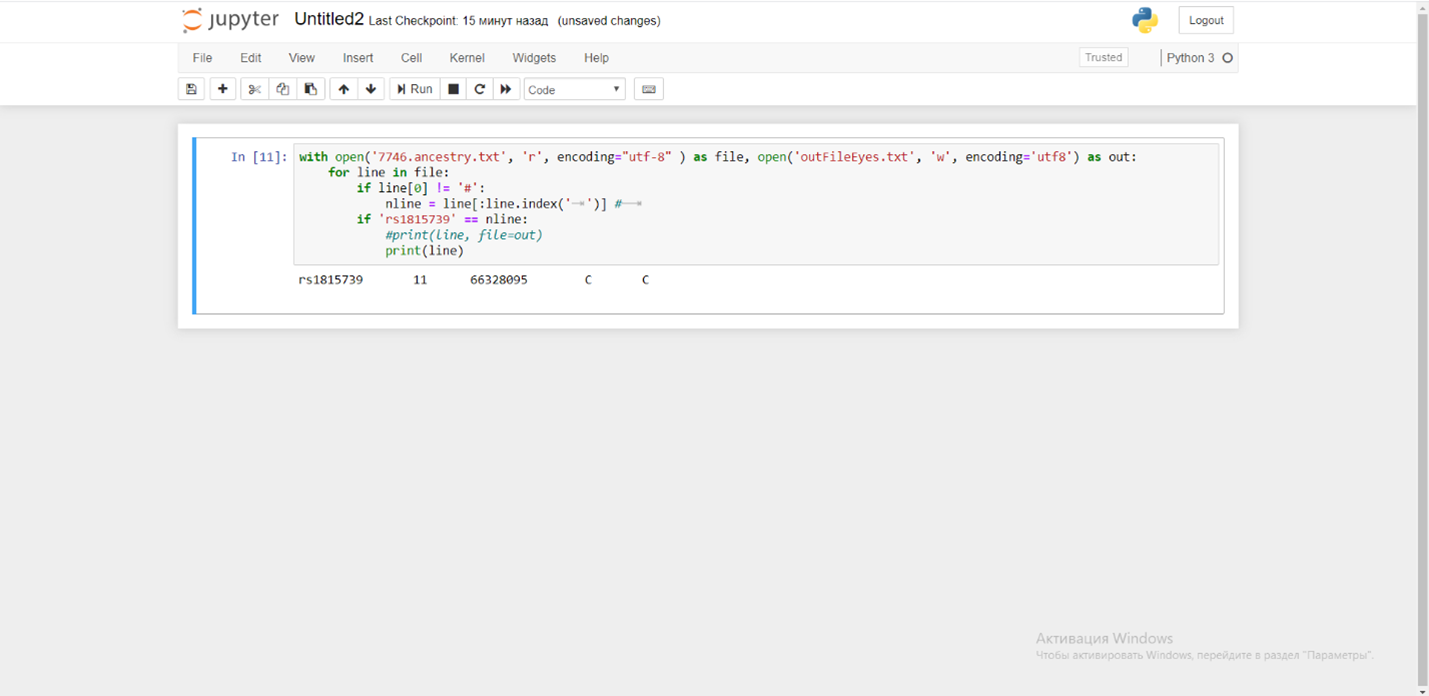 jupyter Untitled2 Last Checkpoint: 15 минут назад (unsaved changes) Logout
File Edit View Insert Cell Kernel Widgets Help Trusted Python 3
Run Code
In [11]: with open('7746.ancestry.txt', 'r', encoding="utf-8" ) as file, open('outFileEyes.txt', 'w', encoding='utf8') as out:
    for line in file:
        if line[0] != '#':
            nline = line[:line.index('→')] #→
        if 'rs1815739' == nline:
            #print(line, file=out)
            print(line)
rs1815739 11 66328095 C C
Активация Windows
Чтобы активировать Windows, перейдите в раздел "Параметры".